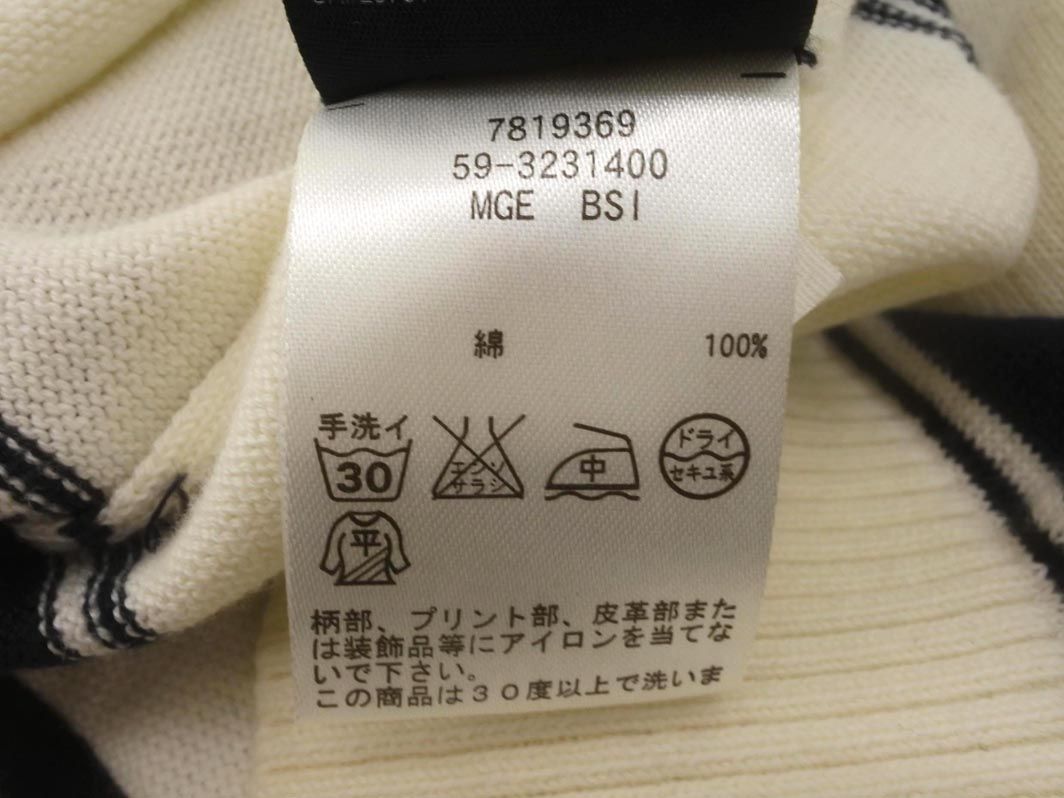 7819369
59-3231400
MGE BSI
綿 100%
手洗イ
30
エンソ
サラシ
中
ドライ
セキユ系
平
柄部、プリント部、皮革部また
は装飾品等にアイロンを当てな
いで下さい。
この商品は30度以上で洗いま